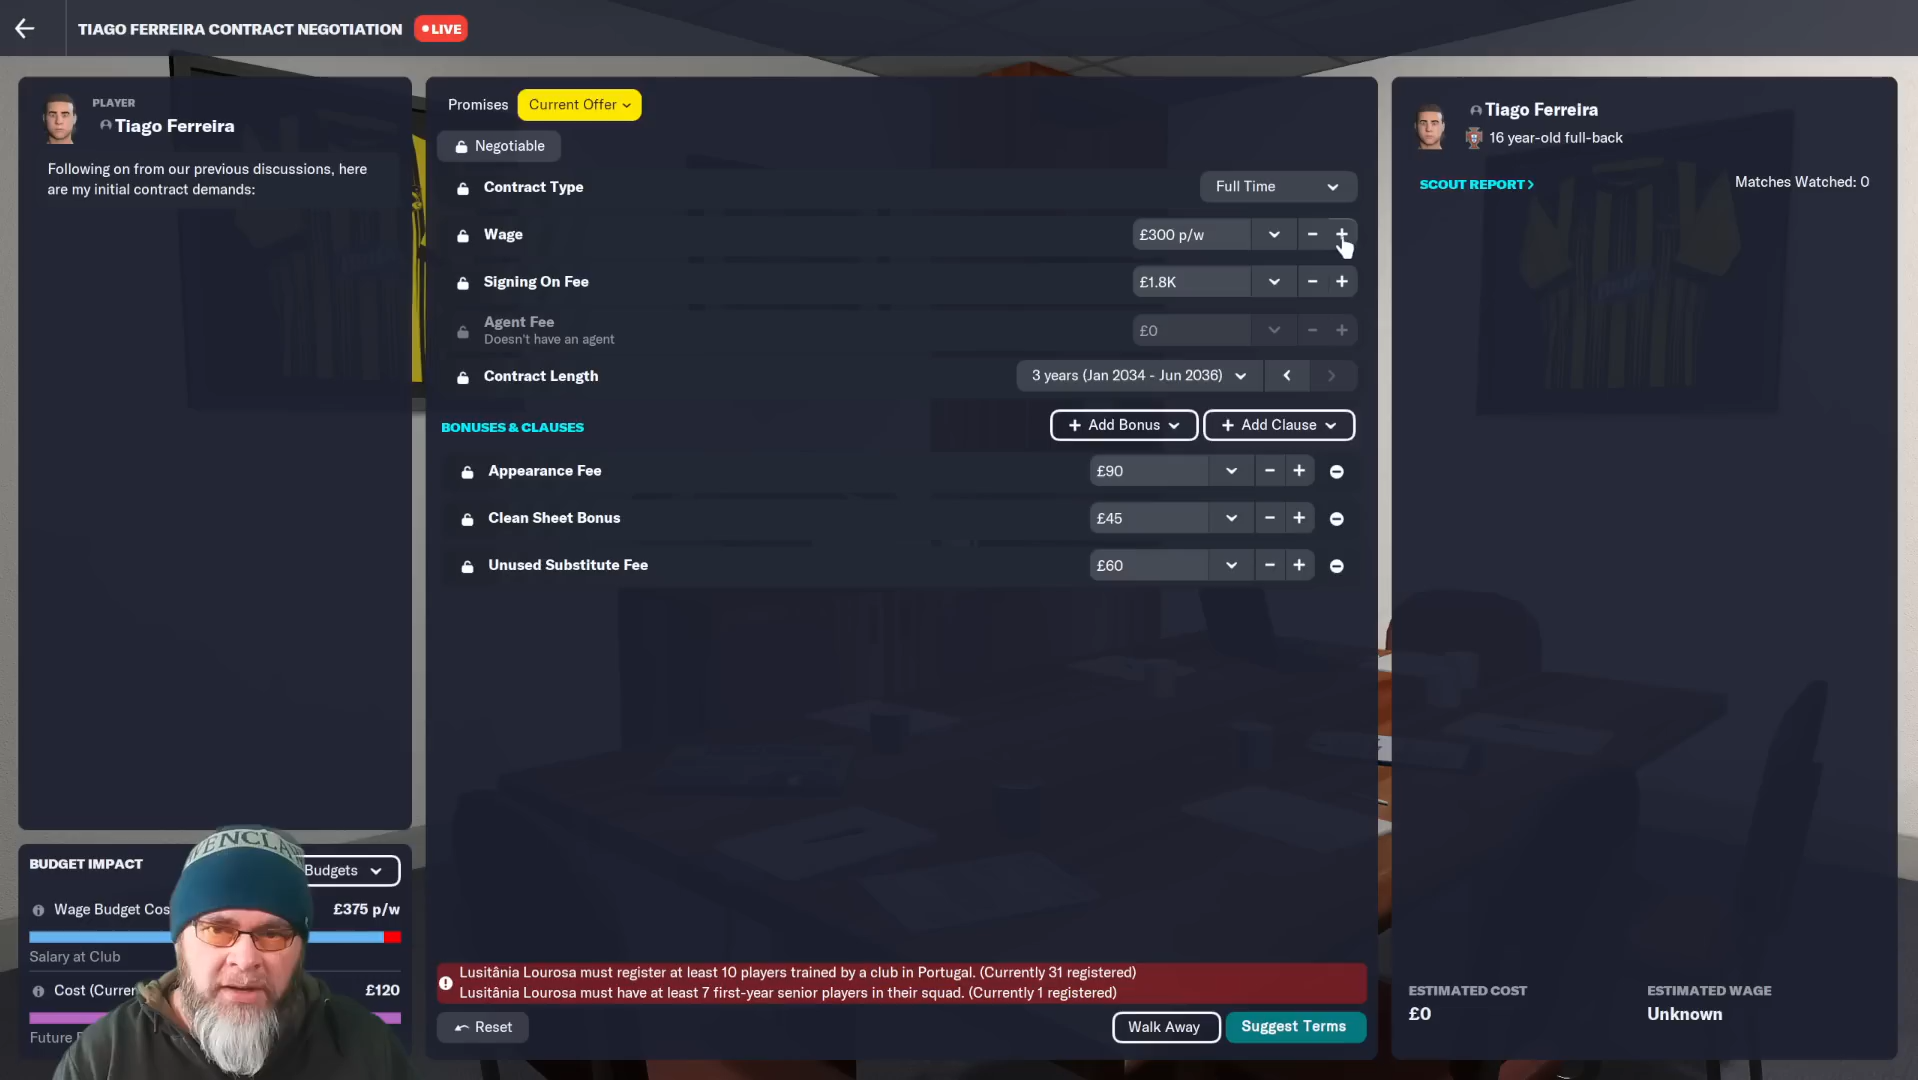 TIAGO FERREIRA CONTRACT NEGOTIATION
LIVE
PLAYER
Tiago Ferreira
Following on from our previous discussions, here
are my initial contract demands:
Promises
Current Offer
Negotiable
Contract Type
Full Time
Wage
£300 p/w
Signing On Fee
£1.8K
Agent Fee
Doesn't have an agent
£0
Contract Length
3 years (Jan 2034 - Jun 2036)
BONUSES & CLAUSES
Add Bonus
Add Clause
Appearance Fee
£90
Clean Sheet Bonus
£45
Unused Substitute Fee
£60
Tiago Ferreira
16 year-old full-back
SCOUT REPORT
Matches Watched: 0
BUDGET IMPACT
Budgets
Wage Budget Cos
£375 p/w
Salary at Club
Cost (Curre
£120
Future
Lusitânia Lourosa must register at least 10 players trained by a club in Portugal. (Currently 31 registered)
Lusitânia Lourosa must have at least 7 first-year senior players in their squad. (Currently 1 registered)
Reset
Walk Away
Suggest Terms
ESTIMATED COST
£0
ESTIMATED WAGE
Unknown